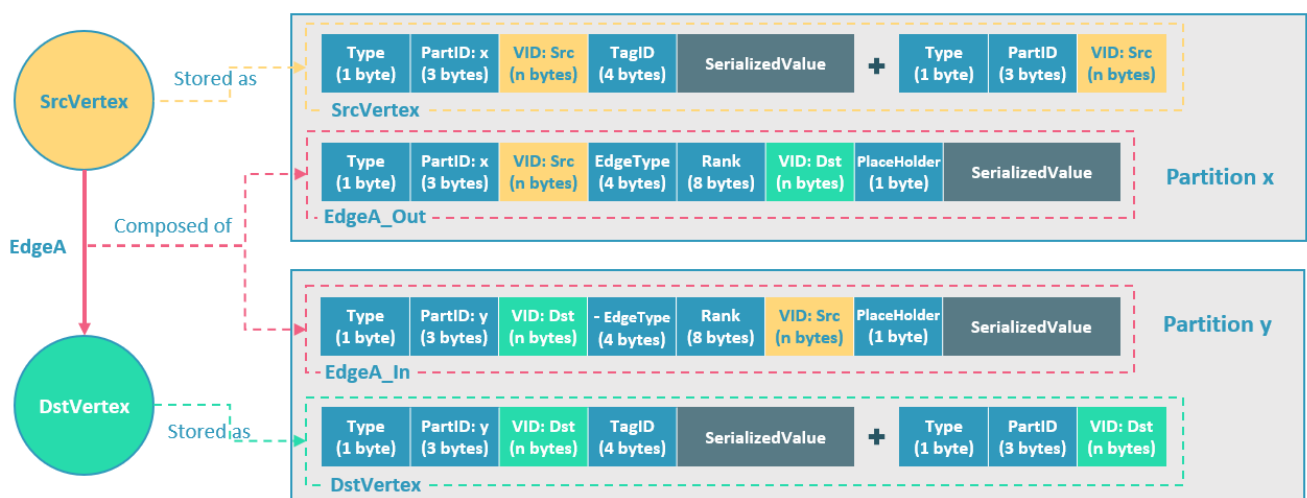 Type PartID: x VID: Src TagID SerializedValue + Type PartID VID: Src
(1 byte) (3 bytes) (n bytes) (4 bytes) (1 byte) (3 bytes) (n bytes)
Stored as
SrcVertex
SrcVertex
Type PartID: x VID: Src EdgeType Rank VID: Dst PlaceHolder SerializedValue
(1 byte) (3 bytes) (n bytes) (4 bytes) (8 bytes) (n bytes) (1 byte)
Partition x
EdgeA_Out
Composed of
EdgeA
Type PartID: y VID: Dst - EdgeType Rank VID: Src PlaceHolder SerializedValue
(1 byte) (3 bytes) (n bytes) (4 bytes) (8 bytes) (n bytes) (1 byte)
Partition y
EdgeA_In
DstVertex
Stored as
Type PartID: y VID: Dst TagID SerializedValue + Type PartID VID: Dst
(1 byte) (3 bytes) (n bytes) (4 bytes) (1 byte) (3 bytes) (n bytes)
DstVertex